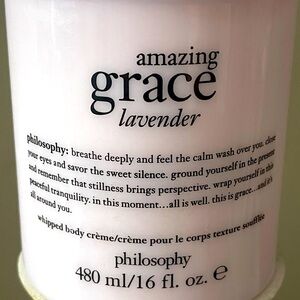 amazing
grace
lavender
philosophy: breathe deeply and feel the calm wash over you. close
your eyes and savor the sweet silence. ground yourself in the present
and remember that stillness brings perspective. wrap yourself in this
peaceful tranquility. in this moment...all is well. this is grace...and it's
all around you.
whipped body crème/crème pour le corps texture soufflée
philosophy
480 ml/16 fl. oz. ℮